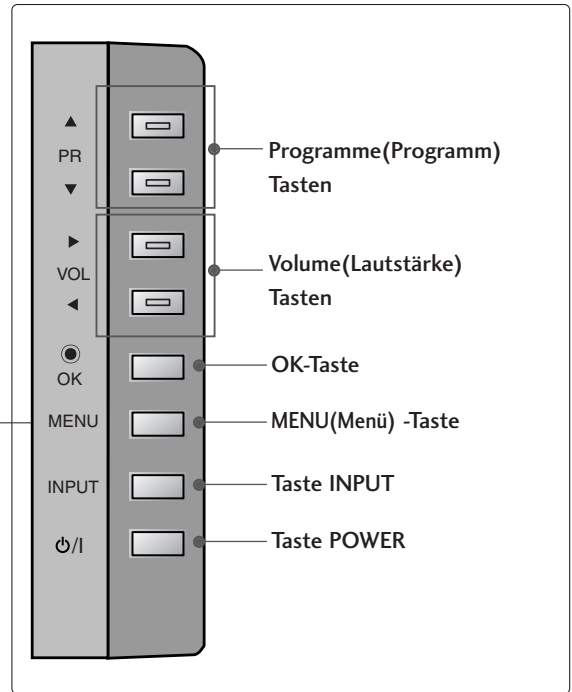 ▲
PR
▼
Programme(Programm)
Tasten
►
VOL
◄
Volume(Lautstärke)
Tasten
OK
OK-Taste
MENU
MENU(Menü) -Taste
INPUT
Taste INPUT
⏻/I
Taste POWER